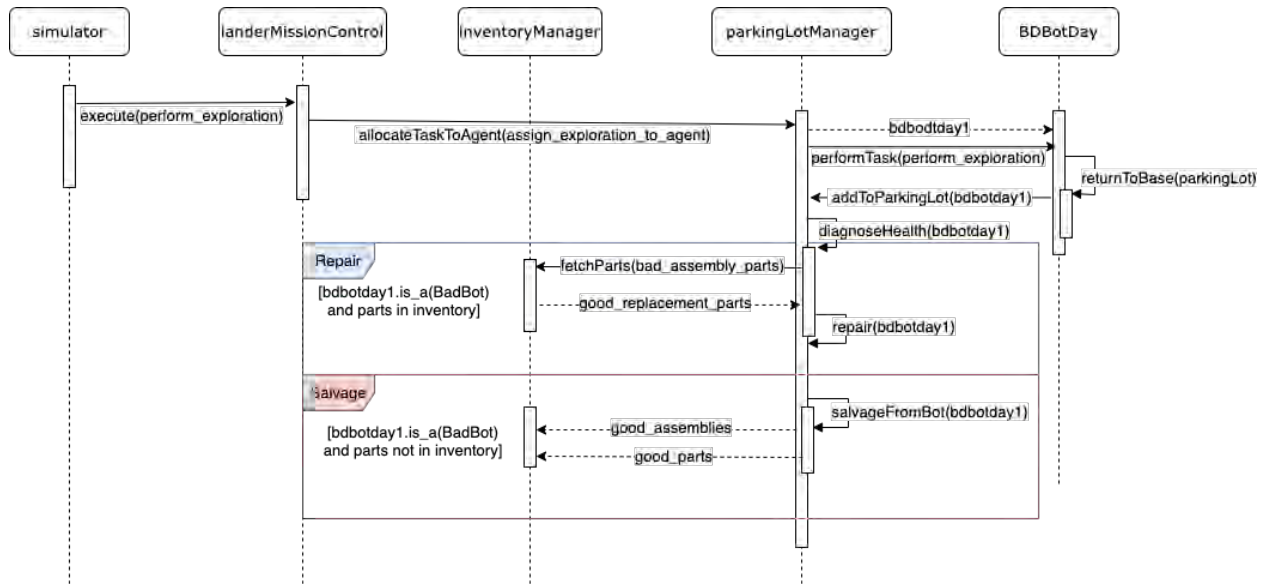 simulator
landerMissionControl
InventoryManager
parkingLotManager
BDBotDay
execute(perform_exploration)
allocateTaskToAgent(assign_exploration_to_agent)
bdbodtday1
performTask(perform_exploration)
returnToBase(parkingLot)
addToParkingLot(bdbotday1)
diagnoseHealth(bdbotday1)
Repair
fetchParts(bad_assembly_parts)
[bdbotday1.is_a(BadBot)
and parts in inventory]
good_replacement_parts
repair(bdbotday1)
Salvage
salvageFromBot(bdbotday1)
[bdbotday1.is_a(BadBot)
and parts not in inventory]
good_assemblies
good_parts